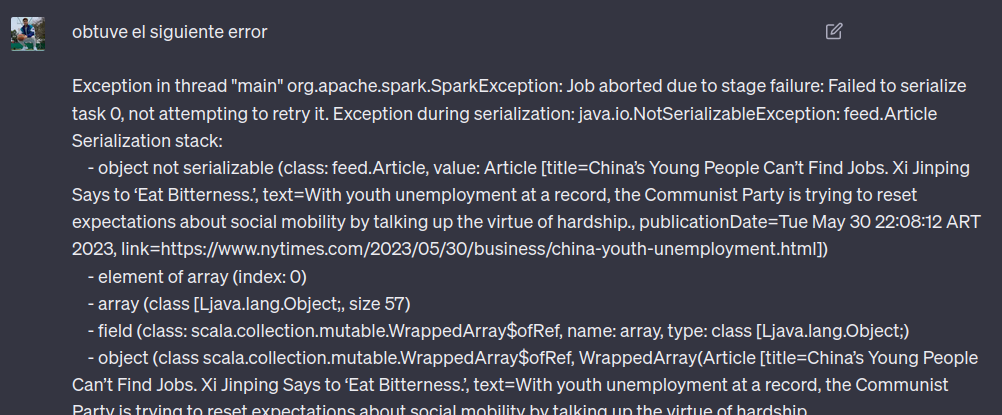 obtuve el siguiente error
Exception in thread "main" org.apache.spark.SparkException: Job aborted due to stage failure: Failed to serialize
task 0, not attempting to retry it. Exception during serialization: java.io.NotSerializableException: feed.Article
Serialization stack:
- object not serializable (class: feed.Article, value: Article [title=China’s Young People Can’t Find Jobs. Xi Jinping
Says to ‘Eat Bitterness.’, text=With youth unemployment at a record, the Communist Party is trying to reset
expectations about social mobility by talking up the virtue of hardship., publicationDate=Tue May 30 22:08:12 ART
2023, link=https://www.nytimes.com/2023/05/30/business/china-youth-unemployment.html])
- element of array (index: 0)
- array (class [Ljava.lang.Object;, size 57)
- field (class: scala.collection.mutable.WrappedArray$ofRef, name: array, type: class [Ljava.lang.Object;)
- object (class scala.collection.mutable.WrappedArray$ofRef, WrappedArray(Article [title=China’s Young People
Can’t Find Jobs. Xi Jinping Says to ‘Eat Bitterness.’, text=With youth unemployment at a record, the Communist
Party is trying to reset expectations about social mobility by talking up the virtue of hardship